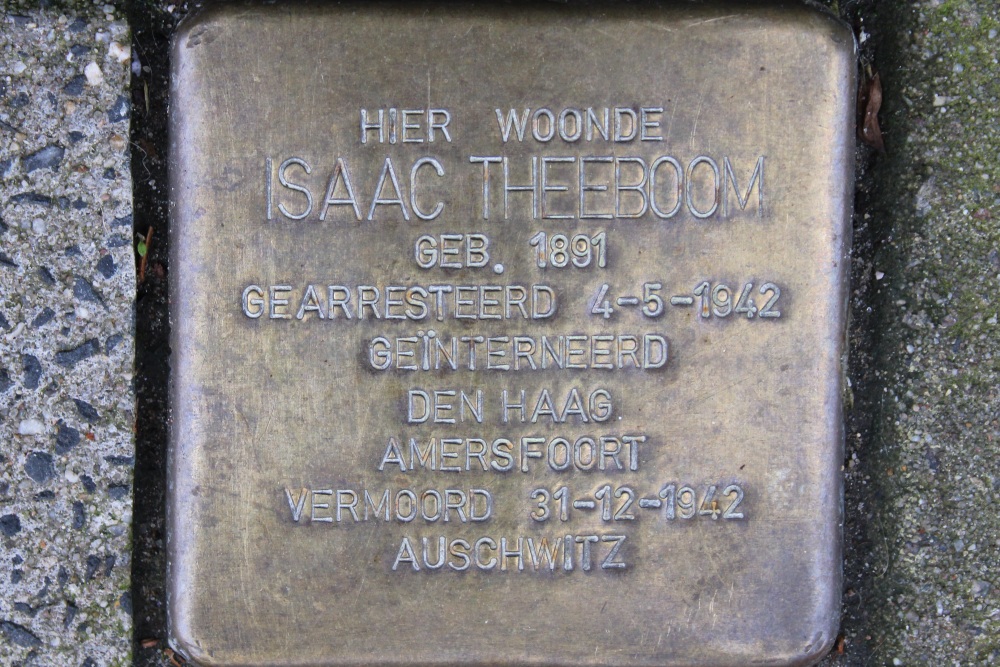 HIER WOONDE
ISAAC THEEBOOM
GEB. 1891
GEARRESTEERD 4-5-1942
GEÏNTERNEERD
DEN HAAG
AMERSFOORT
VERMOORD 31-12-1942
AUSCHWITZ